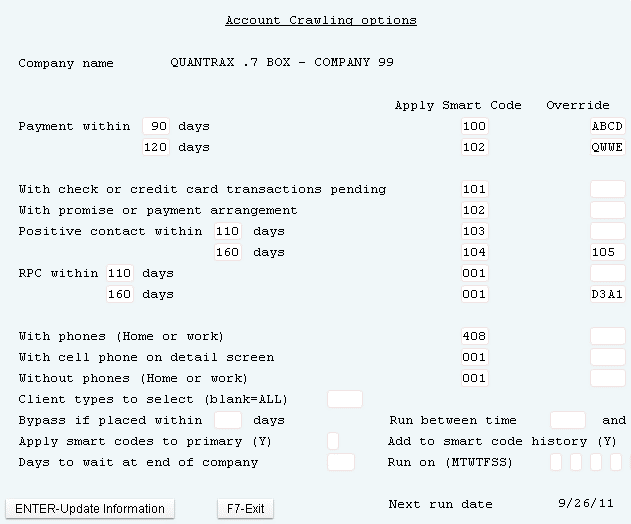 Account Crawling options
Company name QUANTRAX .7 BOX - COMPANY 99
Apply Smart Code Override
Payment within 90 days 100 ABCD
120 days 102 QWWE
With check or credit card transactions pending 101
With promise or payment arrangement 102
Positive contact within 110 days 103
160 days 104 105
RPC within 110 days 001
160 days 001 D3A1
With phones (Home or work) 408
With cell phone on detail screen 001
Without phones (Home or work) 001
Client types to select (blank=ALL)
Bypass if placed within days Run between time and
Apply smart codes to primary (Y) Add to smart code history (Y)
Days to wait at end of company Run on (MTWTFSS)
ENTER-Update Information F7-Exit Next run date 9/26/11